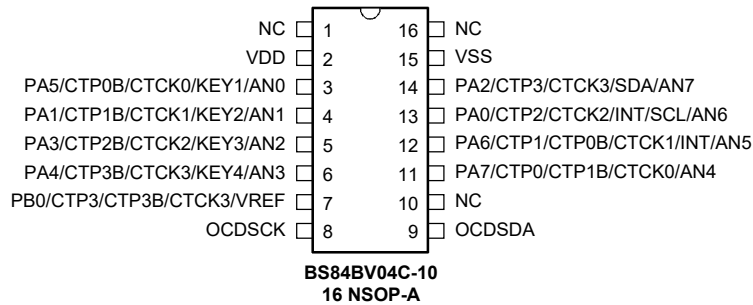 NC 1 16 NC
VDD 2 15 VSS
PA5/CTP0B/CTCK0/KEY1/AN0 3 14 PA2/CTP3/CTCK3/SDA/AN7
PA1/CTP1B/CTCK1/KEY2/AN1 4 13 PA0/CTP2/CTCK2/INT/SCL/AN6
PA3/CTP2B/CTCK2/KEY3/AN2 5 12 PA6/CTP1/CTP0B/CTCK1/INT/AN5
PA4/CTP3B/CTCK3/KEY4/AN3 6 11 PA7/CTP0/CTP1B/CTCK0/AN4
PB0/CTP3/CTP3B/CTCK3/VREF 7 10 NC
OCDSCK 8 9 OCDSDA
BS84BV04C-10
16 NSOP-A